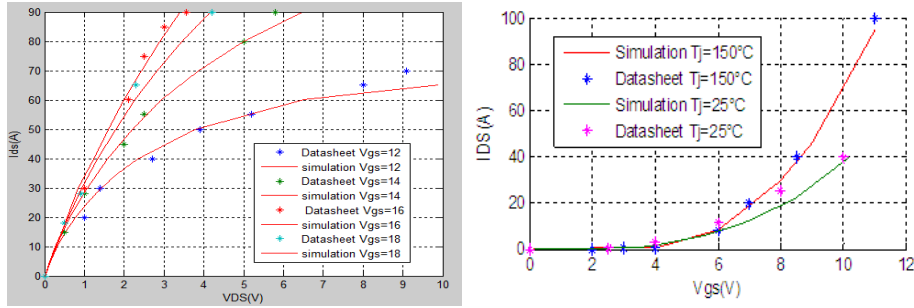 90
80
70
60
50
40
30
20
10
0
Ids(A)
0 1 2 3 4 5 6 7 8 9 10
VDS(V)
Datasheet Vgs=12
simulation Vgs=12
Datasheet Vgs=14
simulation Vgs=14
Datasheet Vgs=16
simulation Vgs=16
Datasheet Vgs=18
simulation Vgs=18
100
80
60
40
20
0
IDS (A)
Simulation Tj=150°C
Datasheet Tj=150°C
Simulation Tj=25°C
Datasheet Tj=25°C
0 2 4 6 8 10 12
Vgs(V)